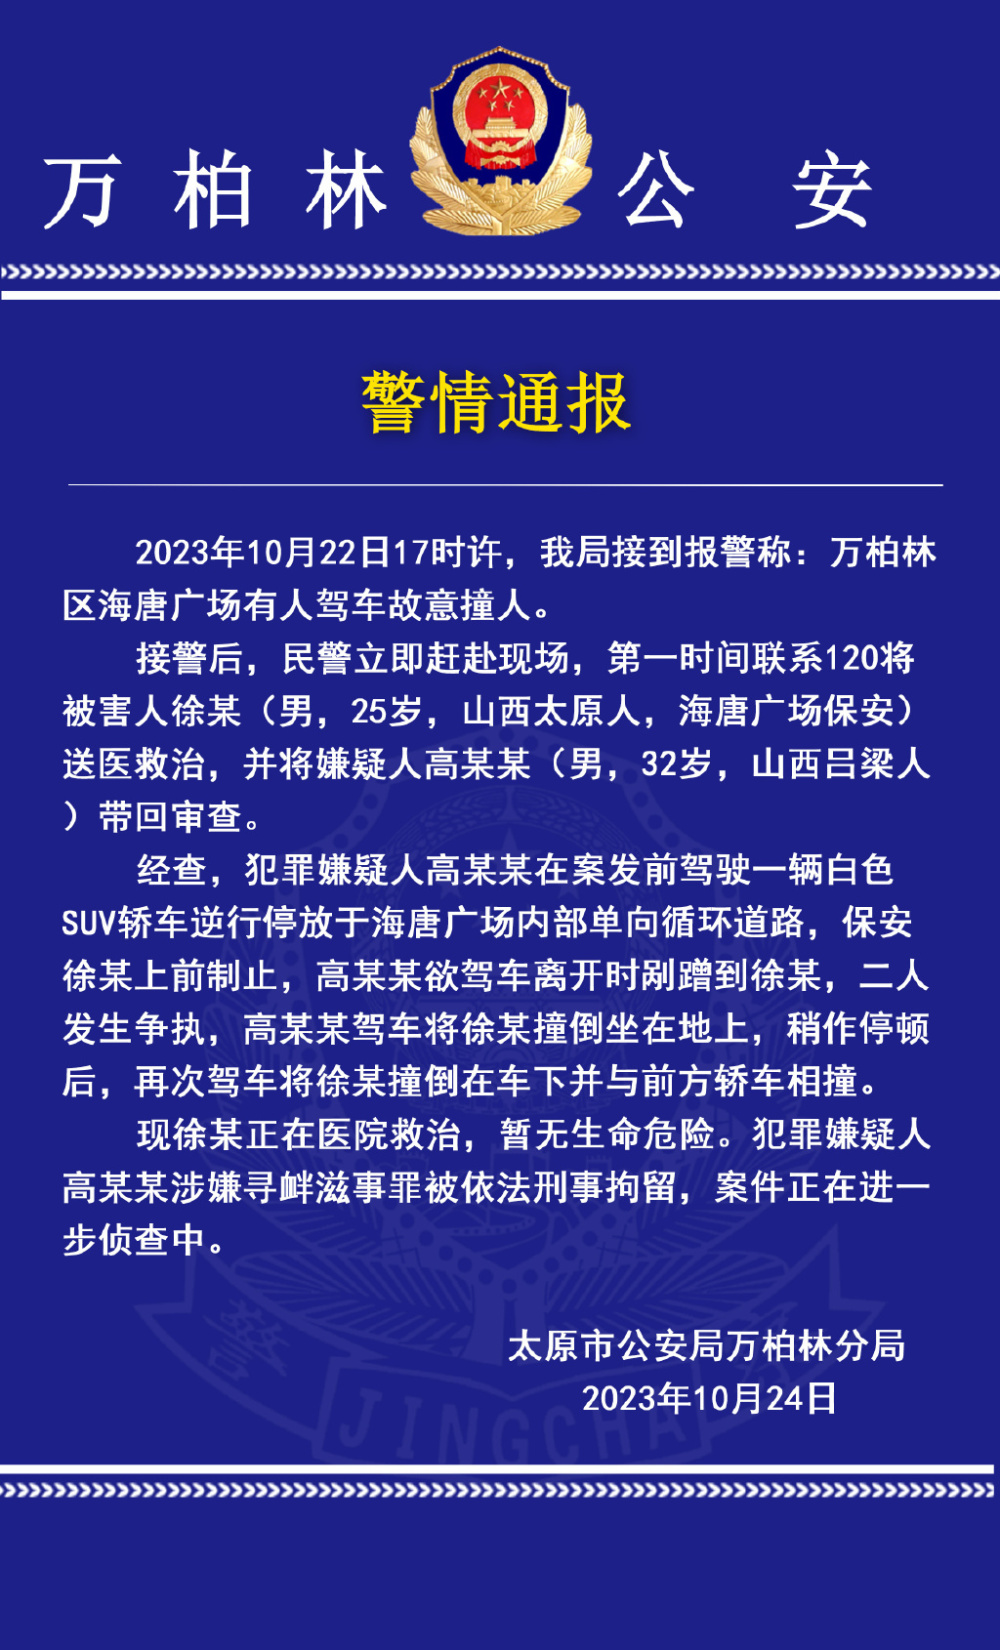 万柏林公安
警情通报
2023年10月22日17时许，我局接到报警称：万柏林
区海唐广场有人驾车故意撞人。
接警后，民警立即赶赴现场，第一时间联系120将
被害人徐某（男，25岁，山西太原人，海唐广场保安）
送医救治，并将嫌疑人高某某（男，32岁，山西吕梁人
）带回审查。
经查，犯罪嫌疑人高某某在案发前驾驶一辆白色
SUV轿车逆行停放于海唐广场内部单向循环道路，保安
徐某上前制止，高某某欲驾车离开时剐蹭到徐某，二人
发生争执，高某某驾车将徐某撞倒坐在地上，稍作停顿
后，再次驾车将徐某撞倒在车下并与前方轿车相撞。
现徐某正在医院救治，暂无生命危险。犯罪嫌疑人
高某某涉嫌寻衅滋事罪被依法刑事拘留，案件正在进一
步侦查中。
太原市公安局万柏林分局
2023年10月24日
警察
JINGCHA